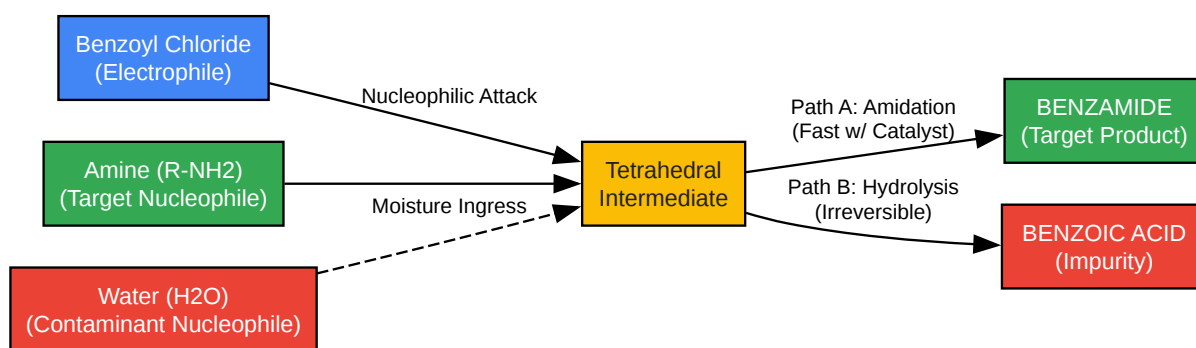 Benzoyl Chloride
(Electrophile)
Nucleophilic Attack
Amine (R-NH2)
(Target Nucleophile)
Moisture Ingress
Water (H2O)
(Contaminant Nucleophile)
Tetrahedral
Intermediate
Path A: Amidation
(Fast w/ Catalyst)
Path B: Hydrolysis
(Irreversible)
BENZAMIDE
(Target Product)
BENZOIC ACID
(Impurity)